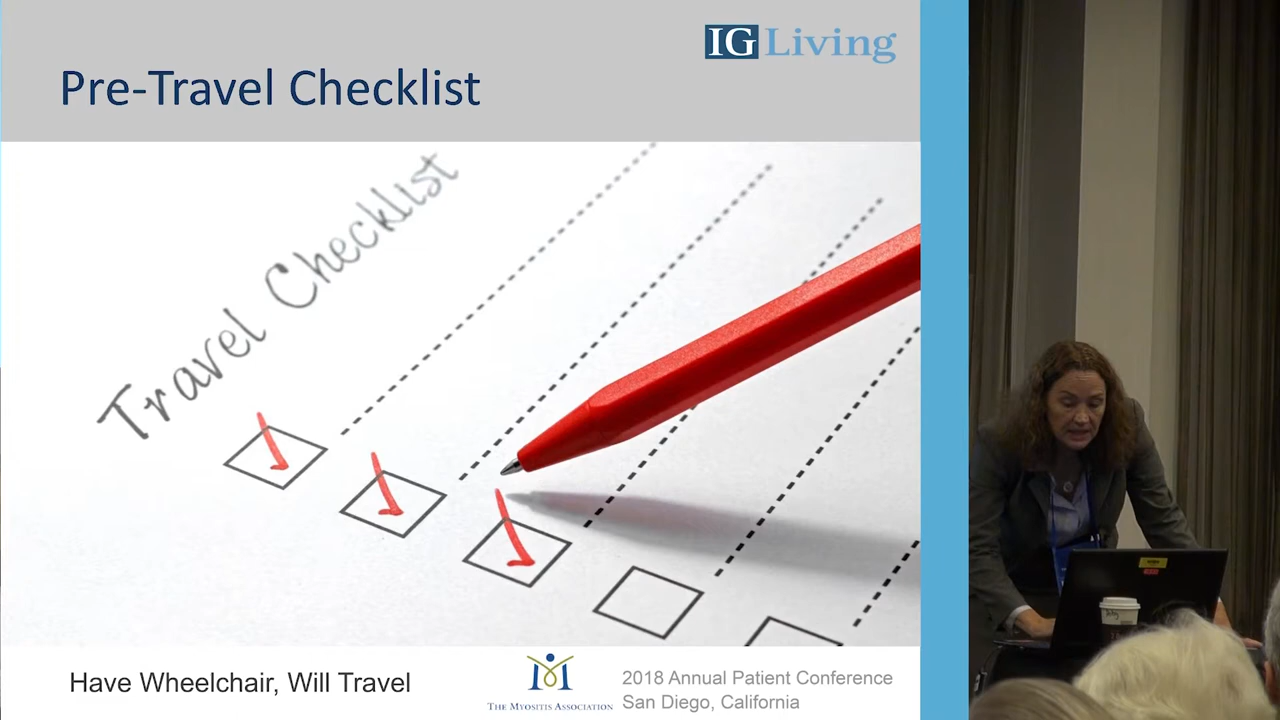 IG Living
Pre-Travel Checklist
Travel Checklist
Have Wheelchair, Will Travel
THE MYOSITIS ASSOCIATION
2018 Annual Patient Conference
San Diego, California